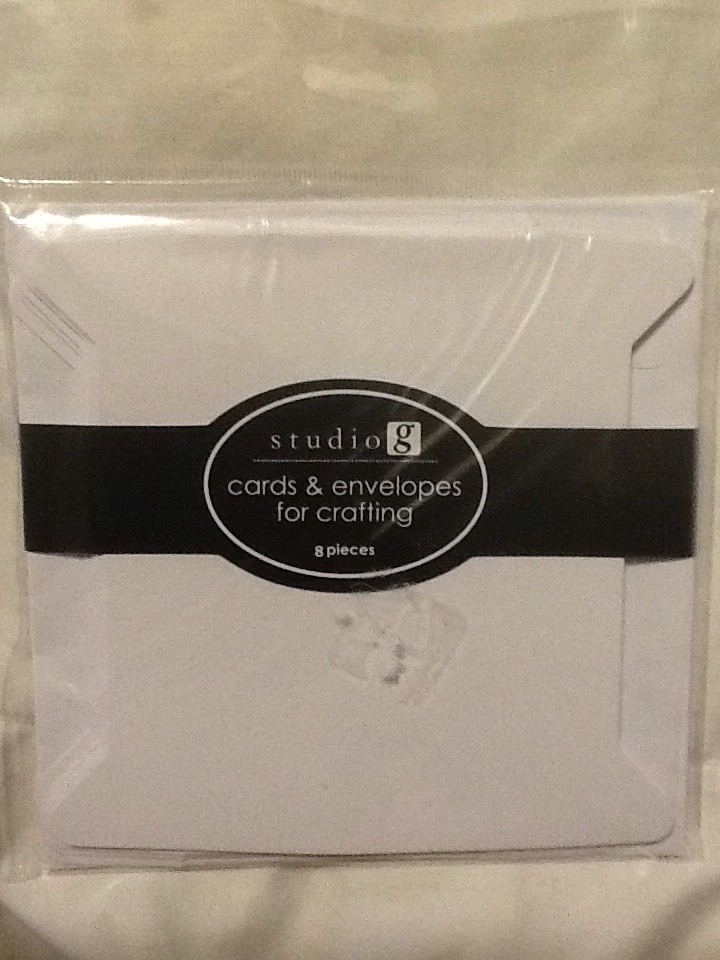 studio g
cards & envelopes
for crafting
8 pieces